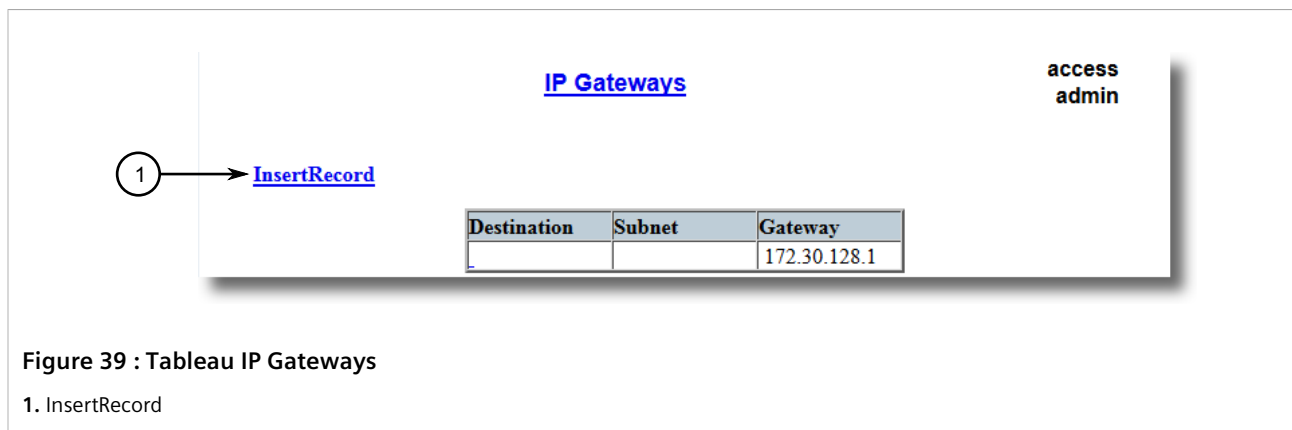 IP Gateways
access
admin
1
InsertRecord
Destination Subnet Gateway
172.30.128.1
Figure 39 : Tableau IP Gateways
1. InsertRecord